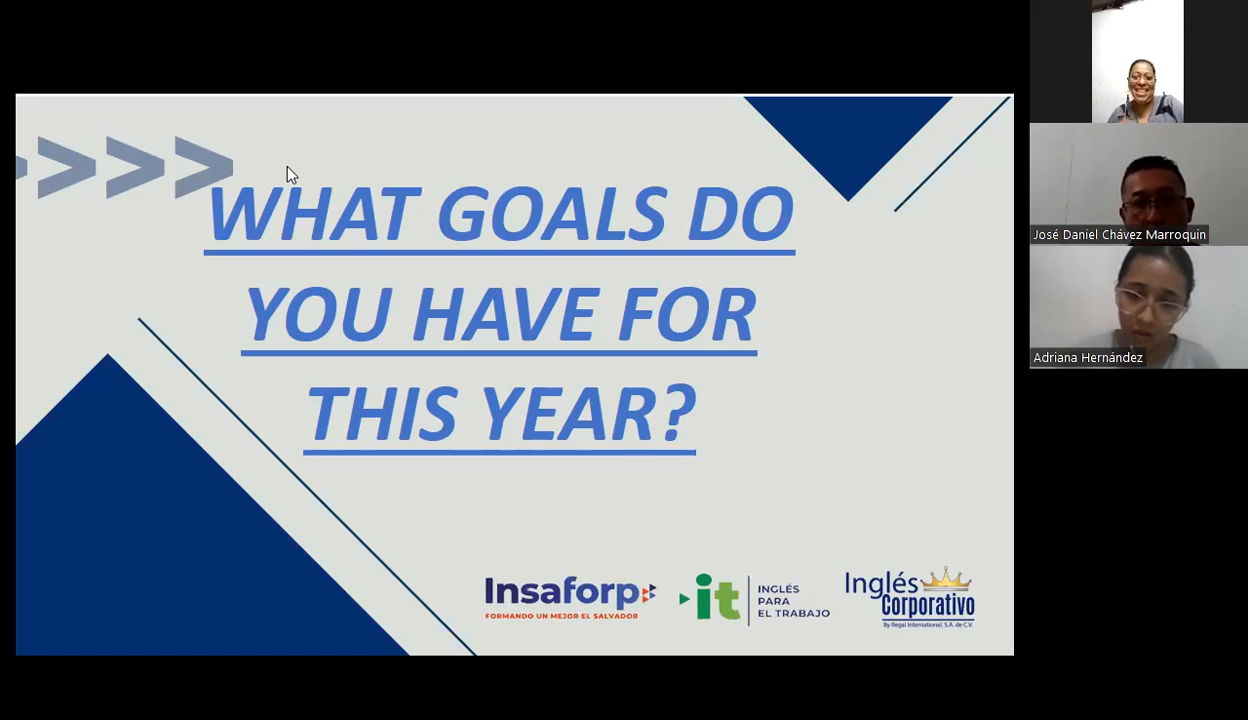 WHAT GOALS DO
YOU HAVE FOR
THIS YEAR?
Insaforp
FORMANDO UN MEJOR EL SALVADOR
it
INGLÉS
PARA
EL TRABAJO
Inglés
Corporativo
By Regal International, S.A. de C.V.
José Daniel Chávez Marroquin
Adriana Hernández